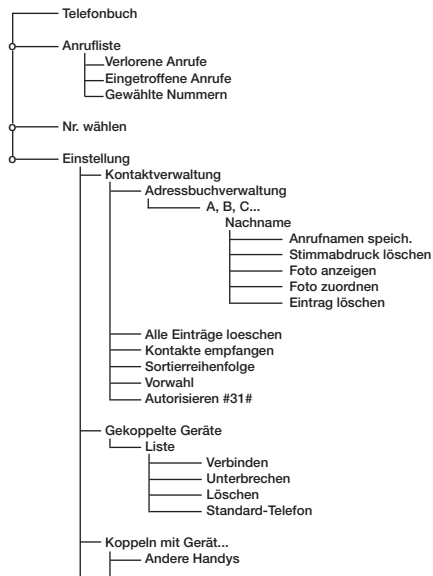 Telefonbuch
Anrufliste
Verlorene Anrufe
Eingetroffene Anrufe
Gewählte Nummern
Nr. wählen
Einstellung
Kontaktverwaltung
Adressbuchverwaltung
A, B, C...
Nachname
Anrufnamen speich.
Stimmabdruck löschen
Foto anzeigen
Foto zuordnen
Eintrag löschen
Alle Einträge loeschen
Kontakte empfangen
Sortierreihenfolge
Vorwahl
Autorisieren #31#
Gekoppelte Geräte
Liste
Verbinden
Unterbrechen
Löschen
Standard-Telefon
Koppeln mit Gerät...
Andere Handys